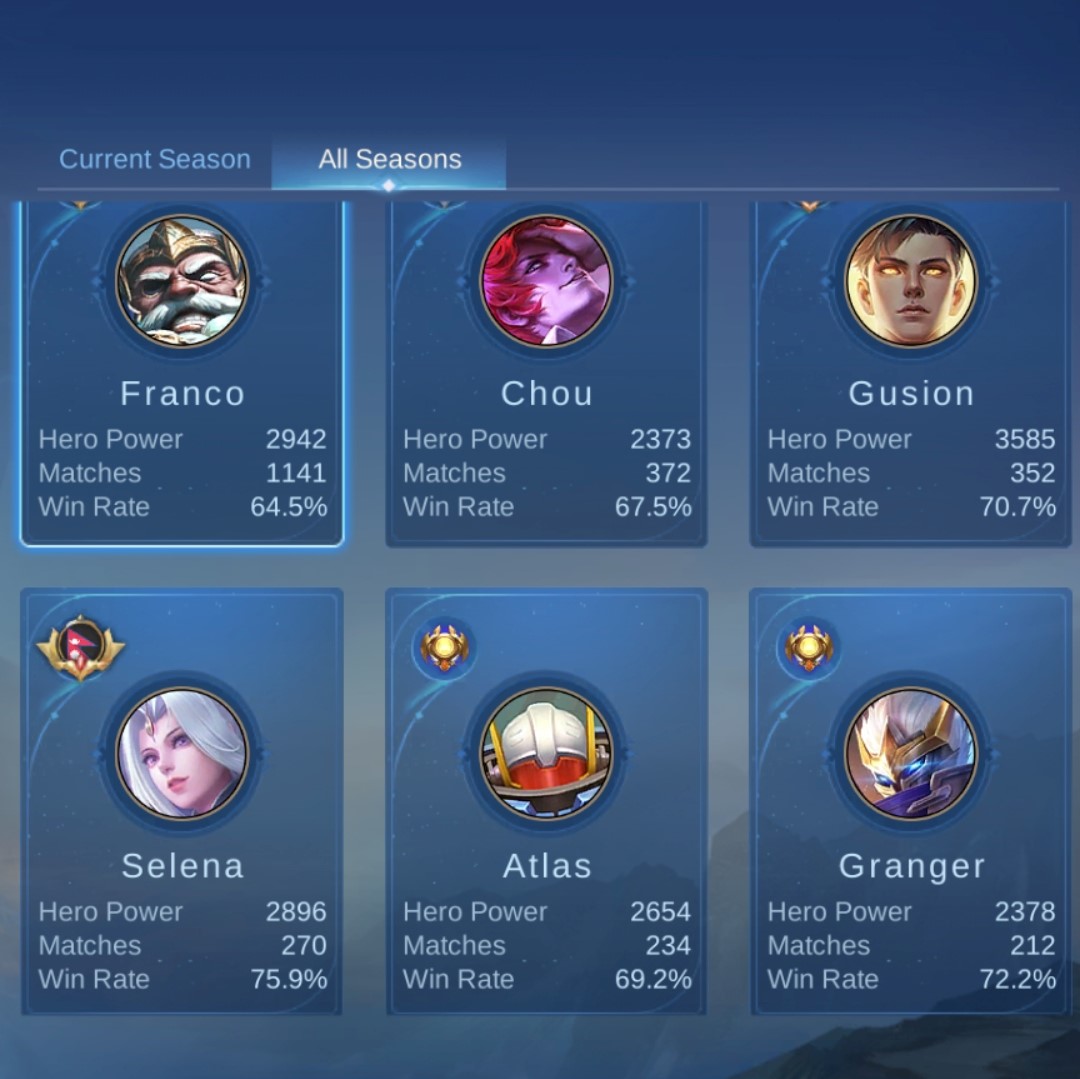 Current Season All Seasons
Franco Chou Gusion
Hero Power 2942 Hero Power 2373 Hero Power 3585
Matches 1141 Matches 372 Matches 352
Win Rate 64.5% Win Rate 67.5% Win Rate 70.7%
Selena Atlas Granger
Hero Power 2896 Hero Power 2654 Hero Power 2378
Matches 270 Matches 234 Matches 212
Win Rate 75.9% Win Rate 69.2% Win Rate 72.2%